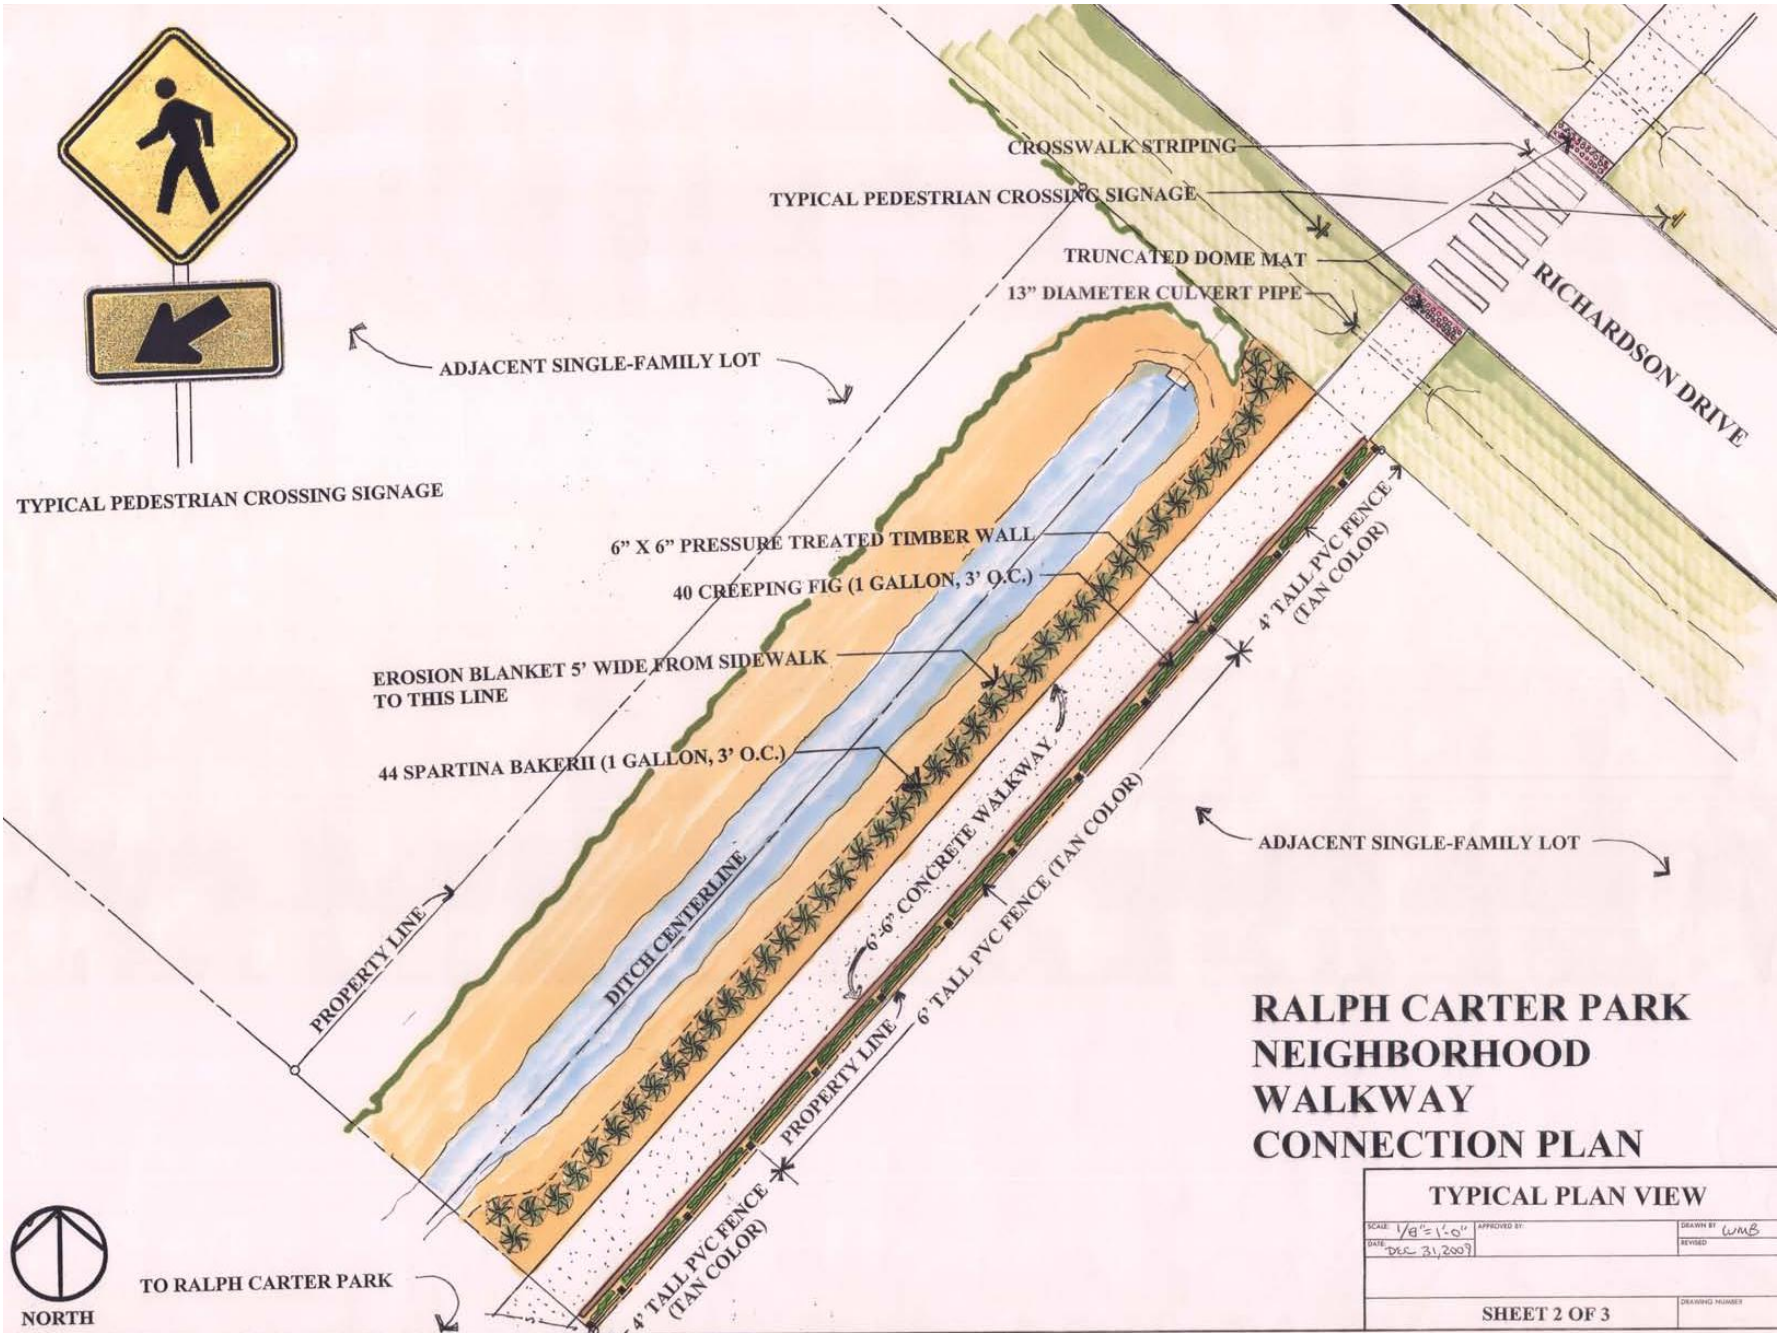 CROSSWALK STRIPING
TYPICAL PEDESTRIAN CROSSING SIGNAGE
TRUNCATED DOME MAT
13” DIAMETER CULVERT PIPE
RICHARDSON DRIVE
ADJACENT SINGLE-FAMILY LOT
TYPICAL PEDESTRIAN CROSSING SIGNAGE
6” X 6” PRESSURE TREATED TIMBER WALL
40 CREEPING FIG (1 GALLON, 3’ O.C.)
4’ TALL PVC FENCE
(TAN COLOR)
EROSION BLANKET 5’ WIDE FROM SIDEWALK
TO THIS LINE
44 SPARTINA BAKERII (1 GALLON, 3’ O.C.)
6’-6” CONCRETE WALKWAY
ADJACENT SINGLE-FAMILY LOT
DITCH CENTERLINE
PROPERTY LINE
6’ TALL PVC FENCE (TAN COLOR)
PROPERTY LINE
4’ TALL PVC FENCE
(TAN COLOR)
5'
TO RALPH CARTER PARK
NORTH
RALPH CARTER PARK
NEIGHBORHOOD
WALKWAY
CONNECTION PLAN
TYPICAL PLAN VIEW
SCALE: 1/8"=1'-0"
APPROVED BY:
DRAWN BY WMB
DATE: DEC 31, 2009
REVISED
SHEET 2 OF 3
DRAWING NUMBER